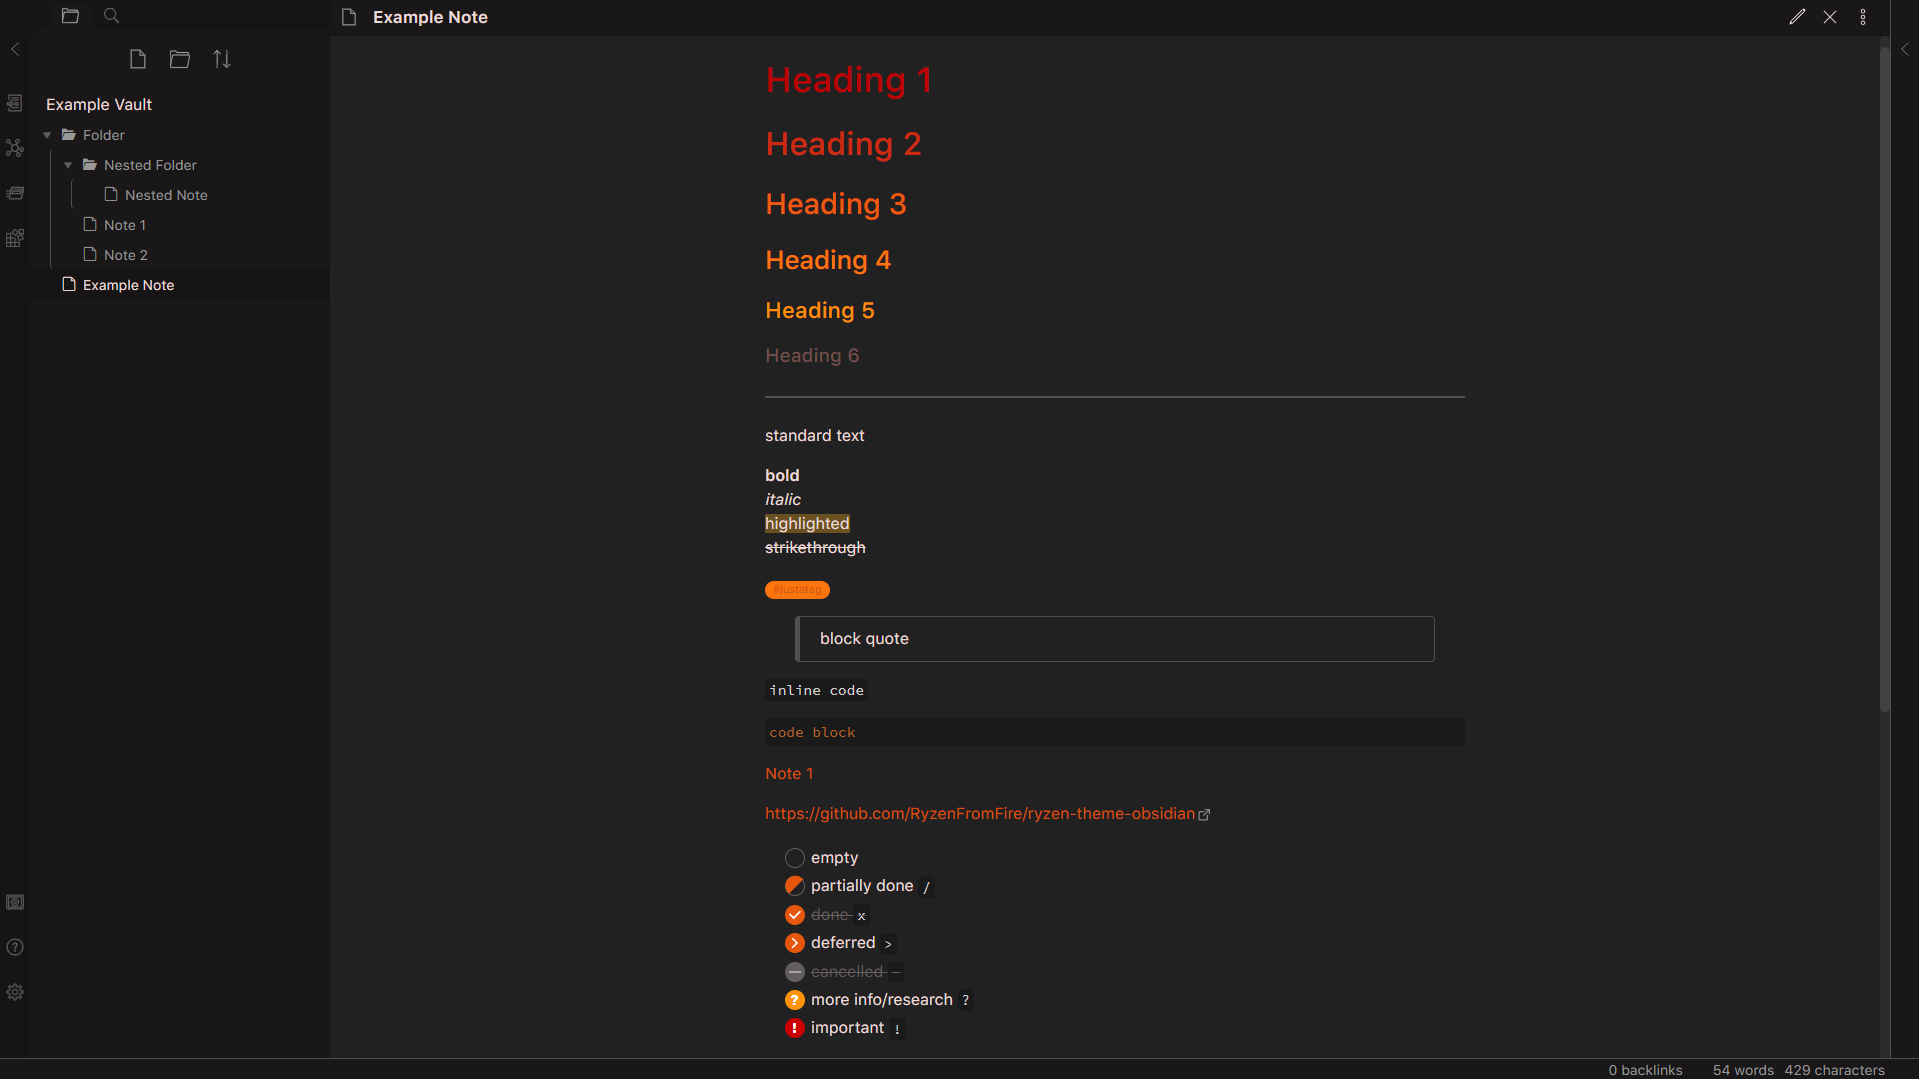 Example Note
Example Vault
Folder
Nested Folder
Nested Note
Note 1
Note 2
Example Note
Heading 1
Heading 2
Heading 3
Heading 4
Heading 5
Heading 6
standard text
bold
italic
highlighted
strikethrough
#justatag
block quote
inline code
code block
Note 1
https://github.com/RyzenFromFire/ryzen-theme-obsidian
empty
partially done /
done x
deferred >
cancelled -
more info/research ?
important !
0 backlinks 54 words 429 characters